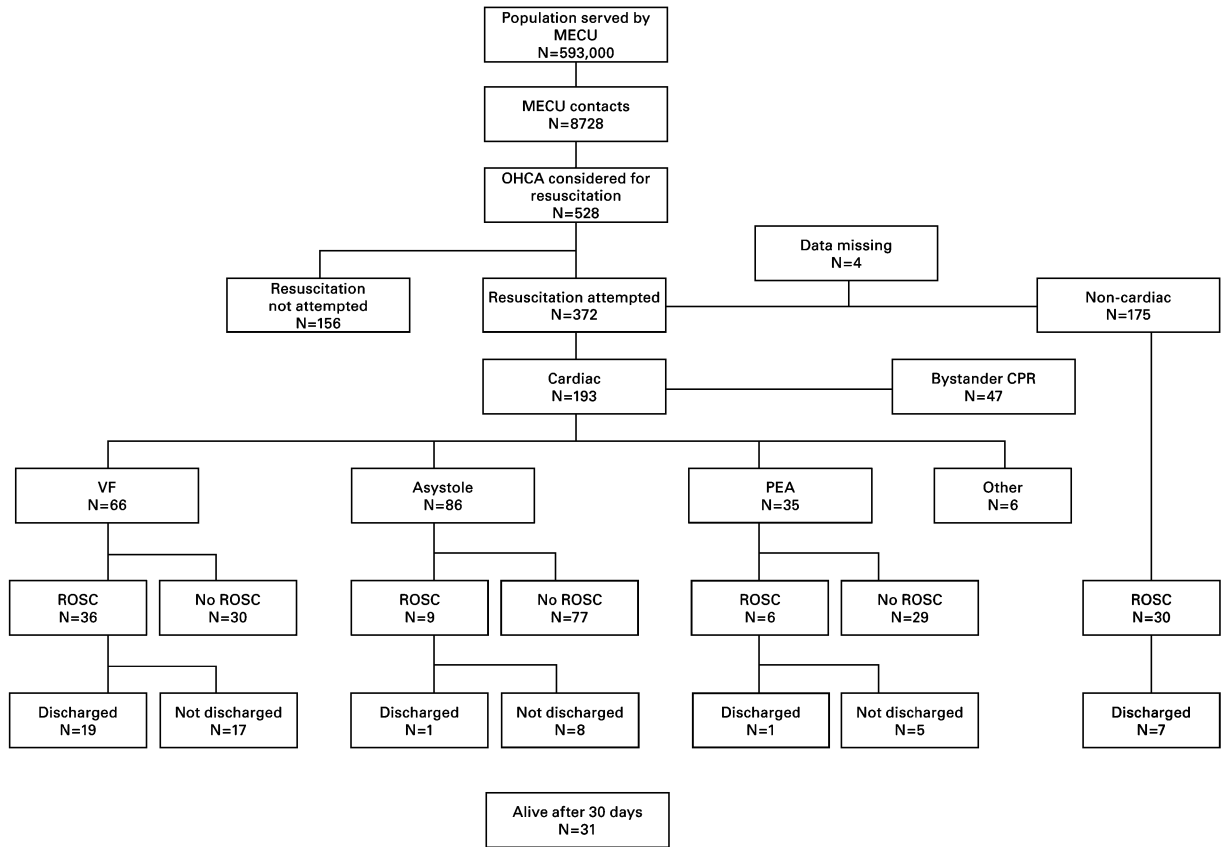 Population served by
MECU
N=593,000
MECU contacts
N=8728
OHCA considered for
resuscitation
N=528
Data missing
N=4
Resuscitation
not attempted
N=156
Resuscitation attempted
N=372
Non-cardiac
N=175
Cardiac
N=193
Bystander CPR
N=47
VF
N=66
Asystole
N=86
PEA
N=35
Other
N=6
ROSC
N=36
No ROSC
N=30
ROSC
N=9
No ROSC
N=77
ROSC
N=6
No ROSC
N=29
ROSC
N=30
Discharged
N=19
Not discharged
N=17
Discharged
N=1
Not discharged
N=8
Discharged
N=1
Not discharged
N=5
Discharged
N=7
Alive after 30 days
N=31